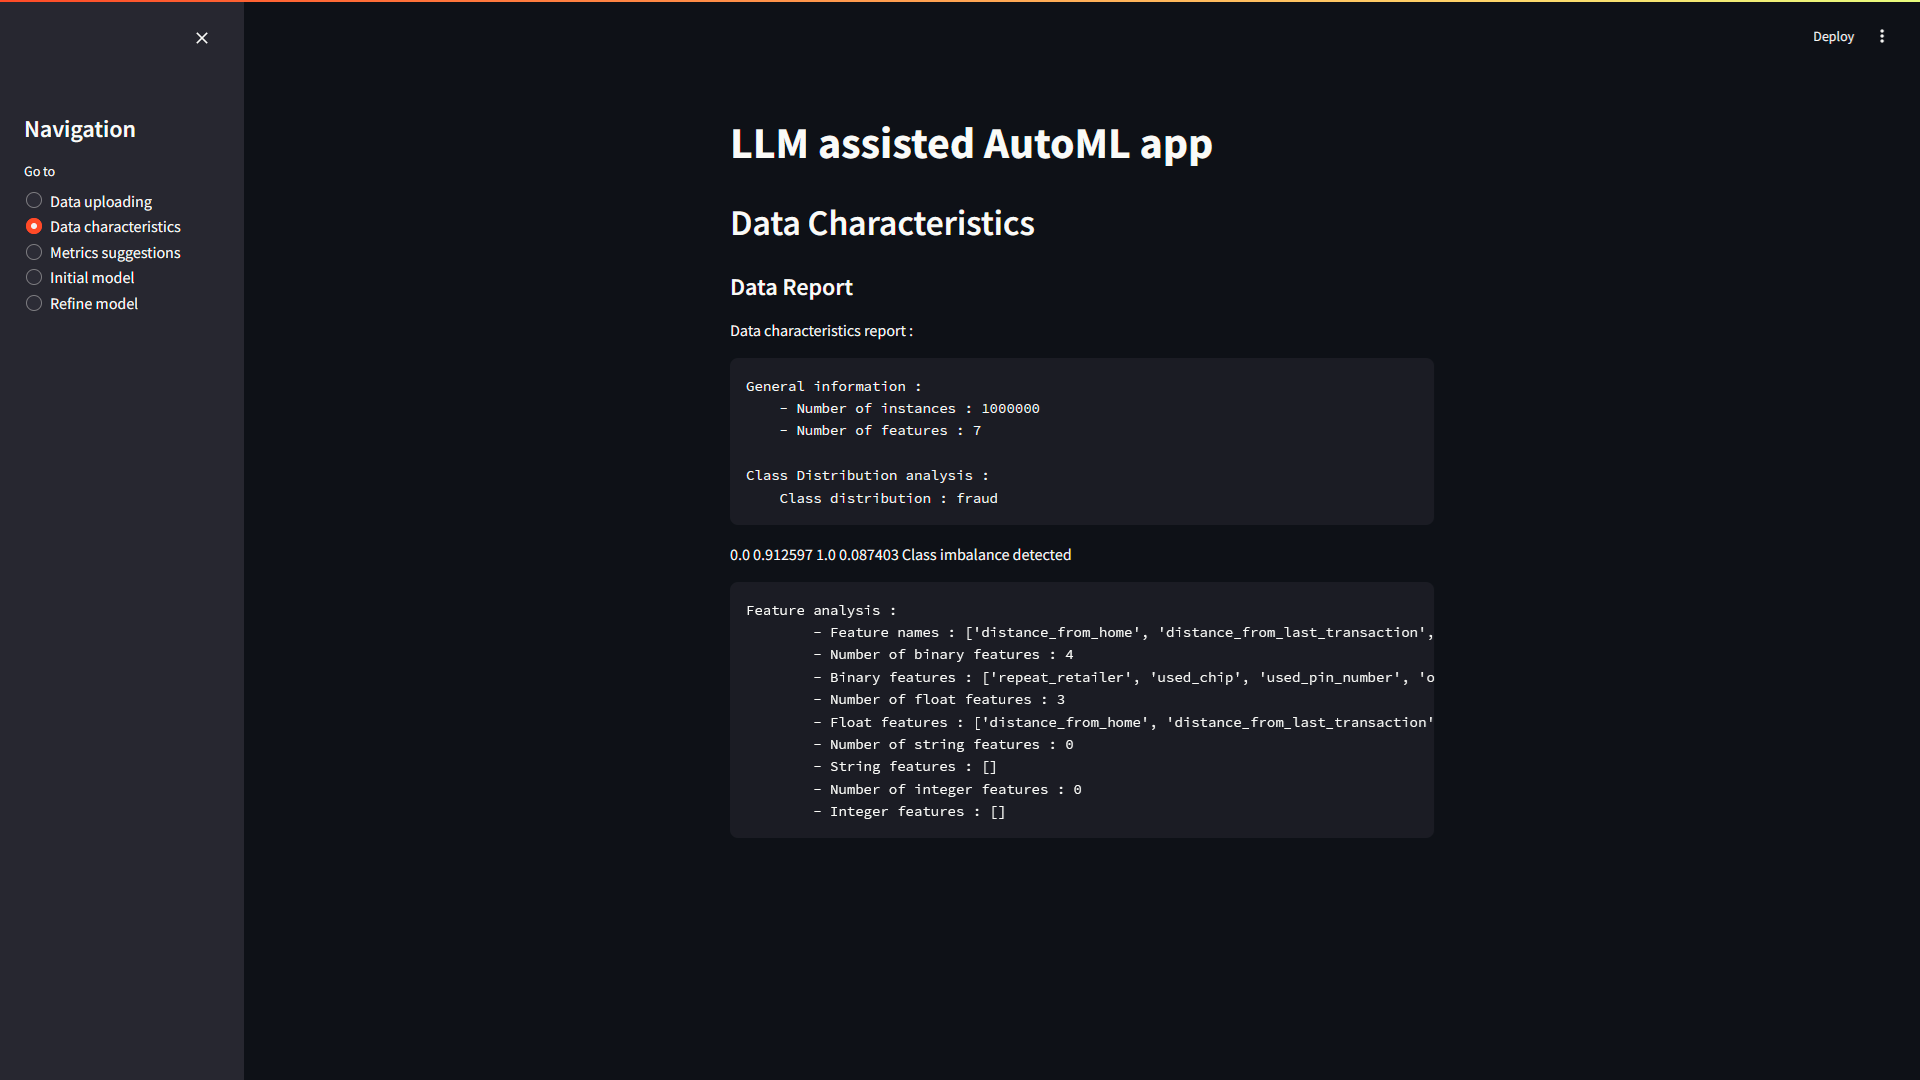 Deploy
Navigation
Go to
Data uploading
Data characteristics
Metrics suggestions
Initial model
Refine model
LLM assisted AutoML app
Data Characteristics
Data Report
Data characteristics report :
General information :
- Number of instances : 1000000
- Number of features : 7
Class Distribution analysis :
Class distribution : fraud
0.0 0.912597 1.0 0.087403 Class imbalance detected
Feature analysis :
- Feature names : ['distance_from_home', 'distance_from_last_transaction',
- Number of binary features : 4
- Binary features : ['repeat_retailer', 'used_chip', 'used_pin_number', 'o
- Number of float features : 3
- Float features : ['distance_from_home', 'distance_from_last_transaction'
- Number of string features : 0
- String features : []
- Number of integer features : 0
- Integer features : []